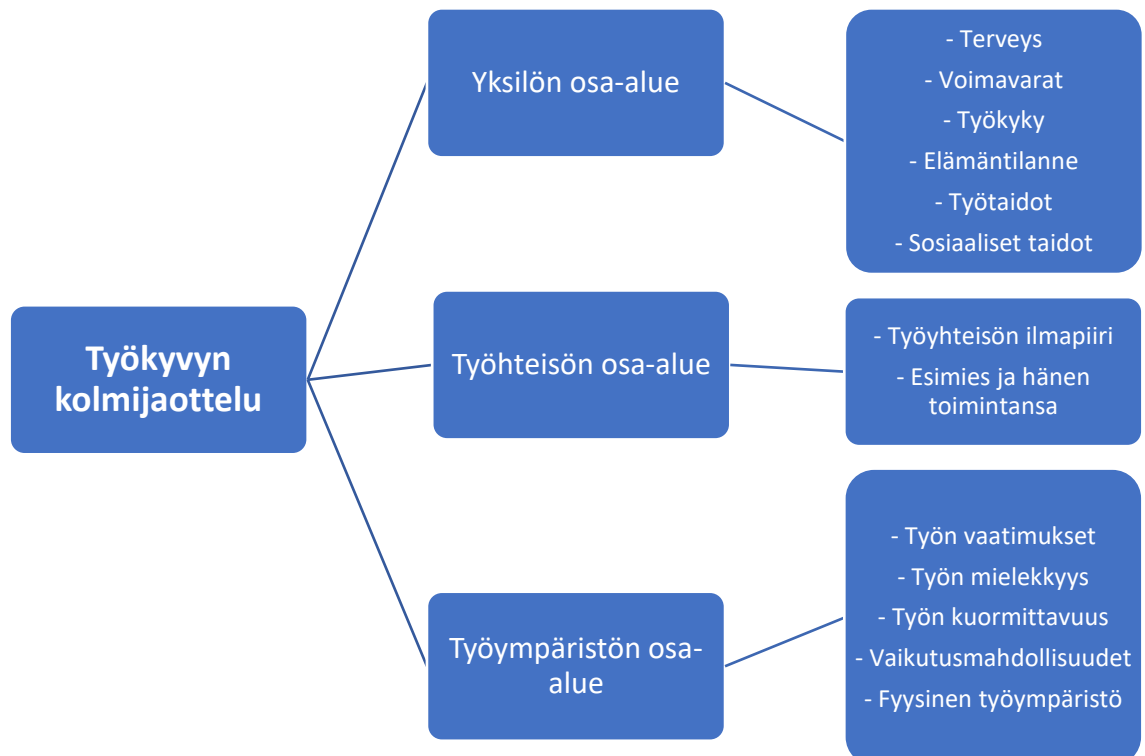 Työkyvyn
kolmijaottelu
Yksilön osa-alue
- Terveys
- Voimavarat
- Työkyky
- Elämäntilanne
- Työtaidot
- Sosiaaliset taidot
Työhteisön osa-alue
- Työyhteisön ilmapiiri
- Esimies ja hänen
toimintansa
Työympäristön osa-
alue
- Työn vaatimukset
- Työn mielekkyys
- Työn kuormittavuus
- Vaikutusmahdollisuudet
- Fyysinen työympäristö